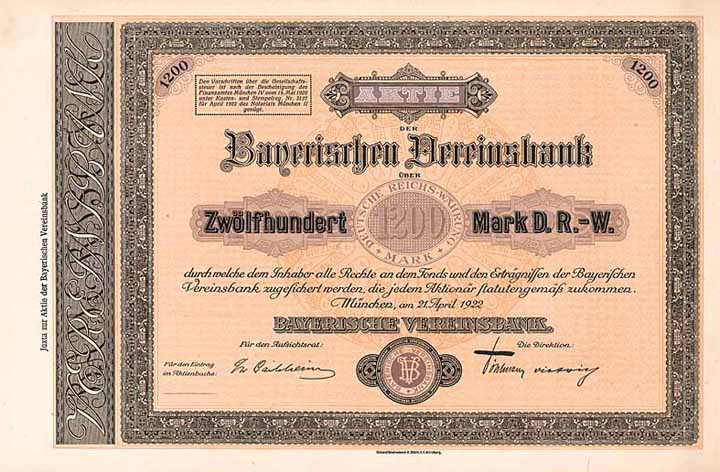 1200
1200
Den Vorschriften über die Gesellschafts-
steuer ist nach der Bescheinigung des
Finanzamtes München IV vom 15. Mai 1922
unter Kosten- und Stempelreg. Nr. 3137
für April 1922 des Notariats München II
genügt.
AKTIE
DER
Bayerischen Vereinsbank
ÜBER
Zwölfhundert 1200 Mark D. R.-W.
DEUTSCHE REICHS-WÄHRUNG
MARK
durch welche dem Inhaber alle Rechte an dem Fonds und den Erträgnissen der Bayerischen
Vereinsbank zugesichert werden, die jedem Aktionär statutengemäß zukommen.
München, am 21. April 1922
BAYERISCHE VEREINSBANK.
Für den Aufsichtsrat:
Die Direktion:
Für den Eintrag
im Aktienbuche:
BV
Juxta zur Aktie der Bayerischen Vereinsbank